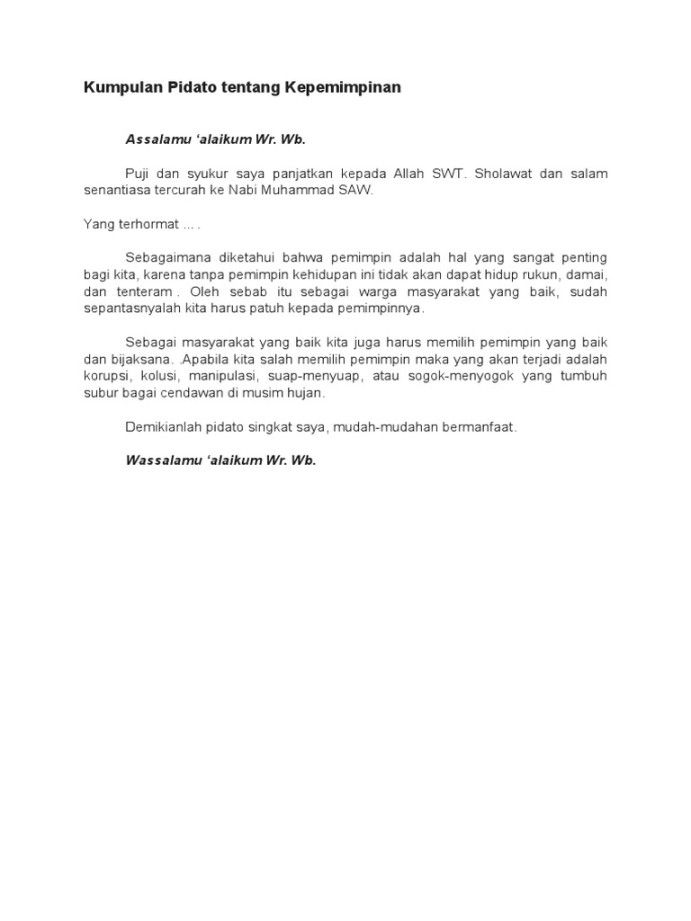 Kumpulan Pidato tentang Kepemimpinan
Assalamu ‘alaikum Wr. Wb.
Puji dan syukur saya panjatkan kepada Allah SWT. Sholawat dan salam
senantiasa tercurah ke Nabi Muhammad SAW.
Yang terhormat ... .
Sebagaimana diketahui bahwa pemimpin adalah hal yang sangat penting
bagi kita, karena tanpa pemimpin kehidupan ini tidak akan dapat hidup rukun, damai,
dan tenteram . Oleh sebab itu sebagai warga masyarakat yang baik, sudah
sepantasnyalah kita harus patuh kepada pemimpinnya.
Sebagai masyarakat yang baik kita juga harus memilih pemimpin yang baik
dan bijaksana. .Apabila kita salah memilih pemimpin maka yang akan terjadi adalah
korupsi, kolusi, manipulasi, suap-menyuap, atau sogok-menyogok yang tumbuh
subur bagai cendawan di musim hujan.
Demikianlah pidato singkat saya, mudah-mudahan bermanfaat.
Wassalamu ‘alaikum Wr. Wb.